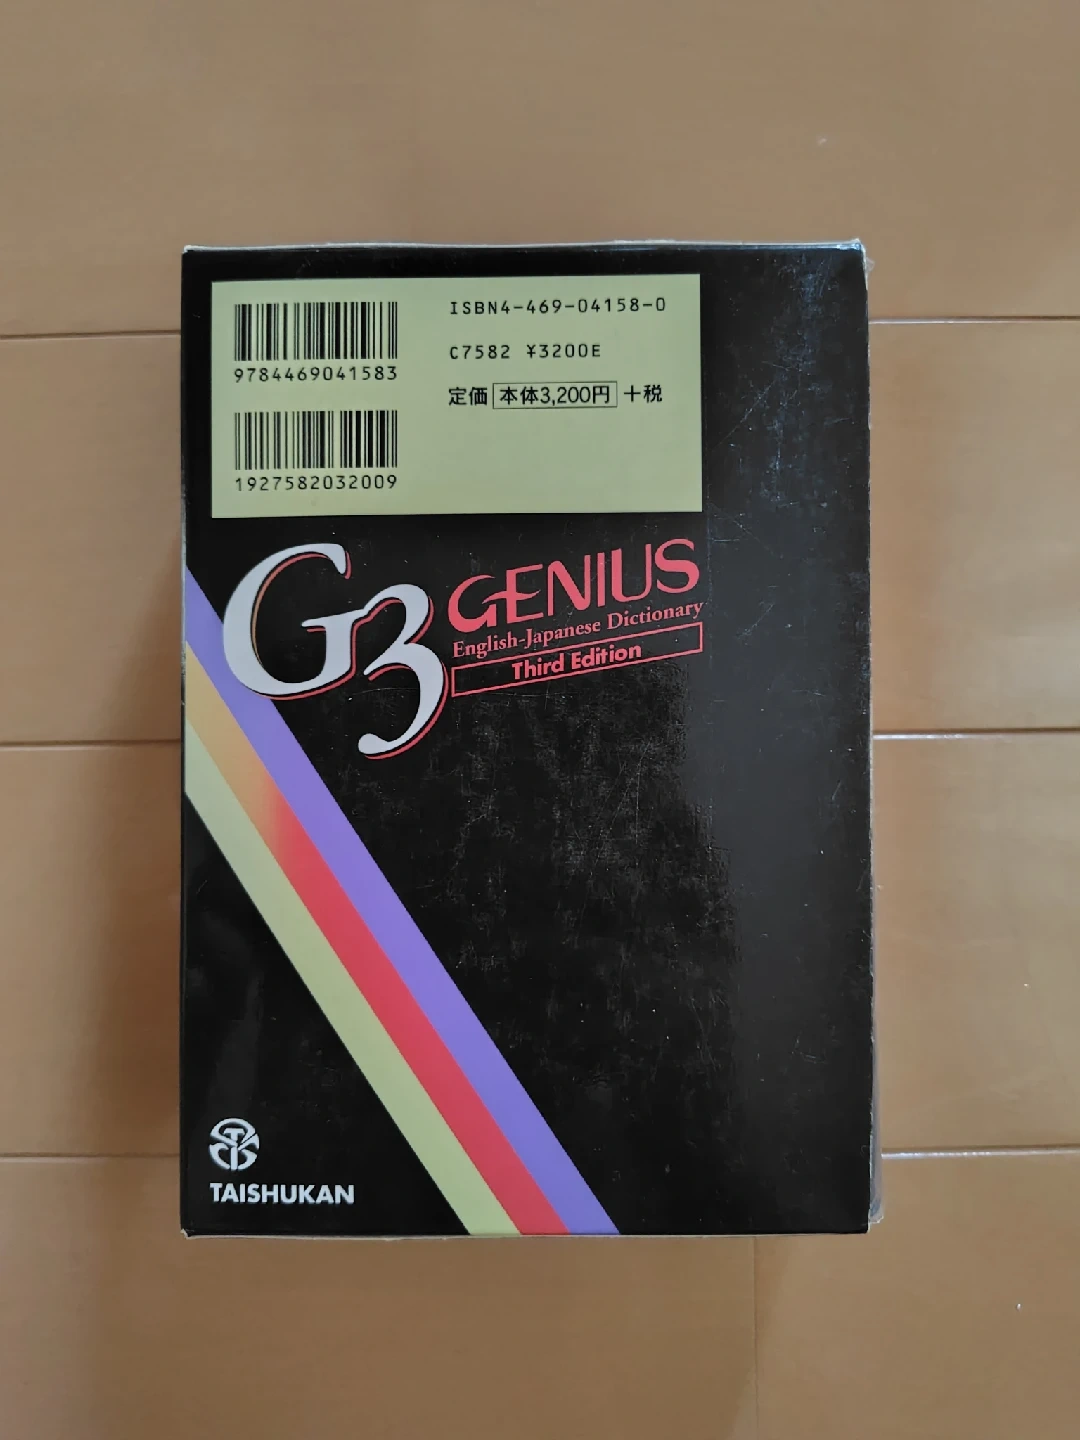 ISBN4-469-04158-0
C7582 ¥3200E
定価 本体3,200円 +税
9784469041583
1927582032009
G3
GENIUS
English-Japanese Dictionary
Third Edition
TAISHUKAN